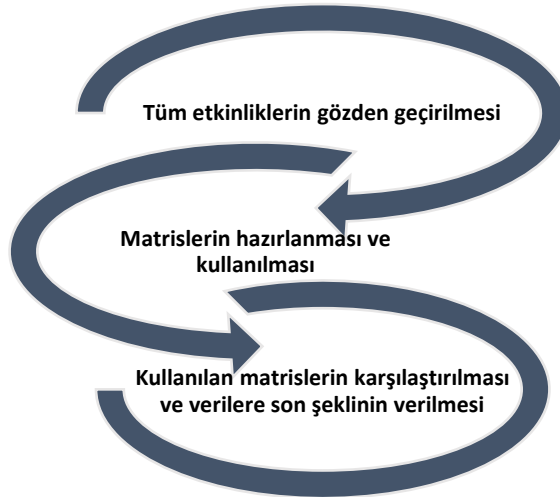 Tüm etkinliklerin gözden geçirilmesi
Matrislerin hazırlanması ve
kullanılması
Kullanılan matrislerin karşılaştırılması
ve verilere son şeklinin verilmesi